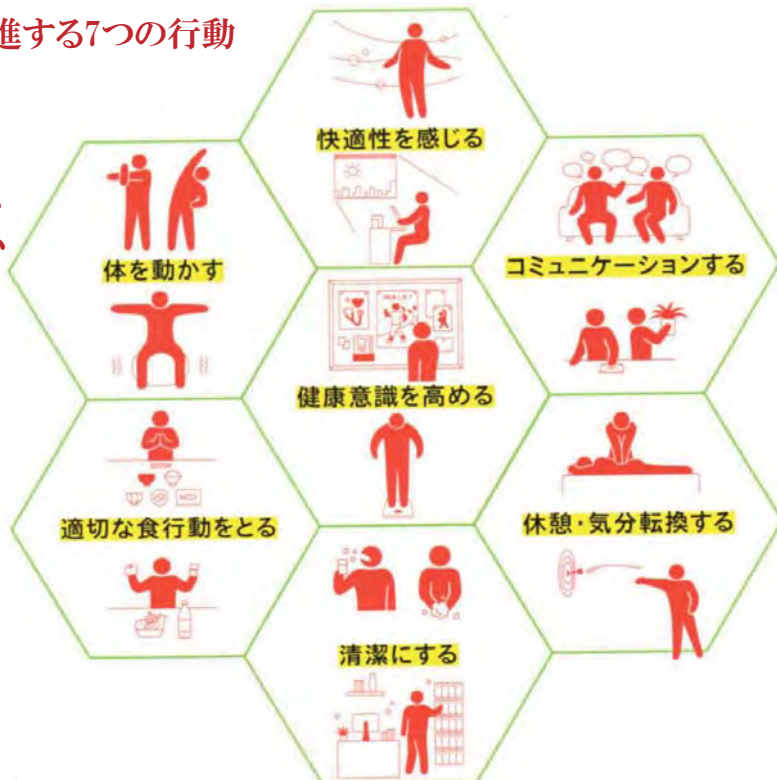 進する7つの行動
快適性を感じる
体を動かす
コミュニケーションする
健康意識を高める
適切な食行動をとる
休憩・気分転換する
清潔にする